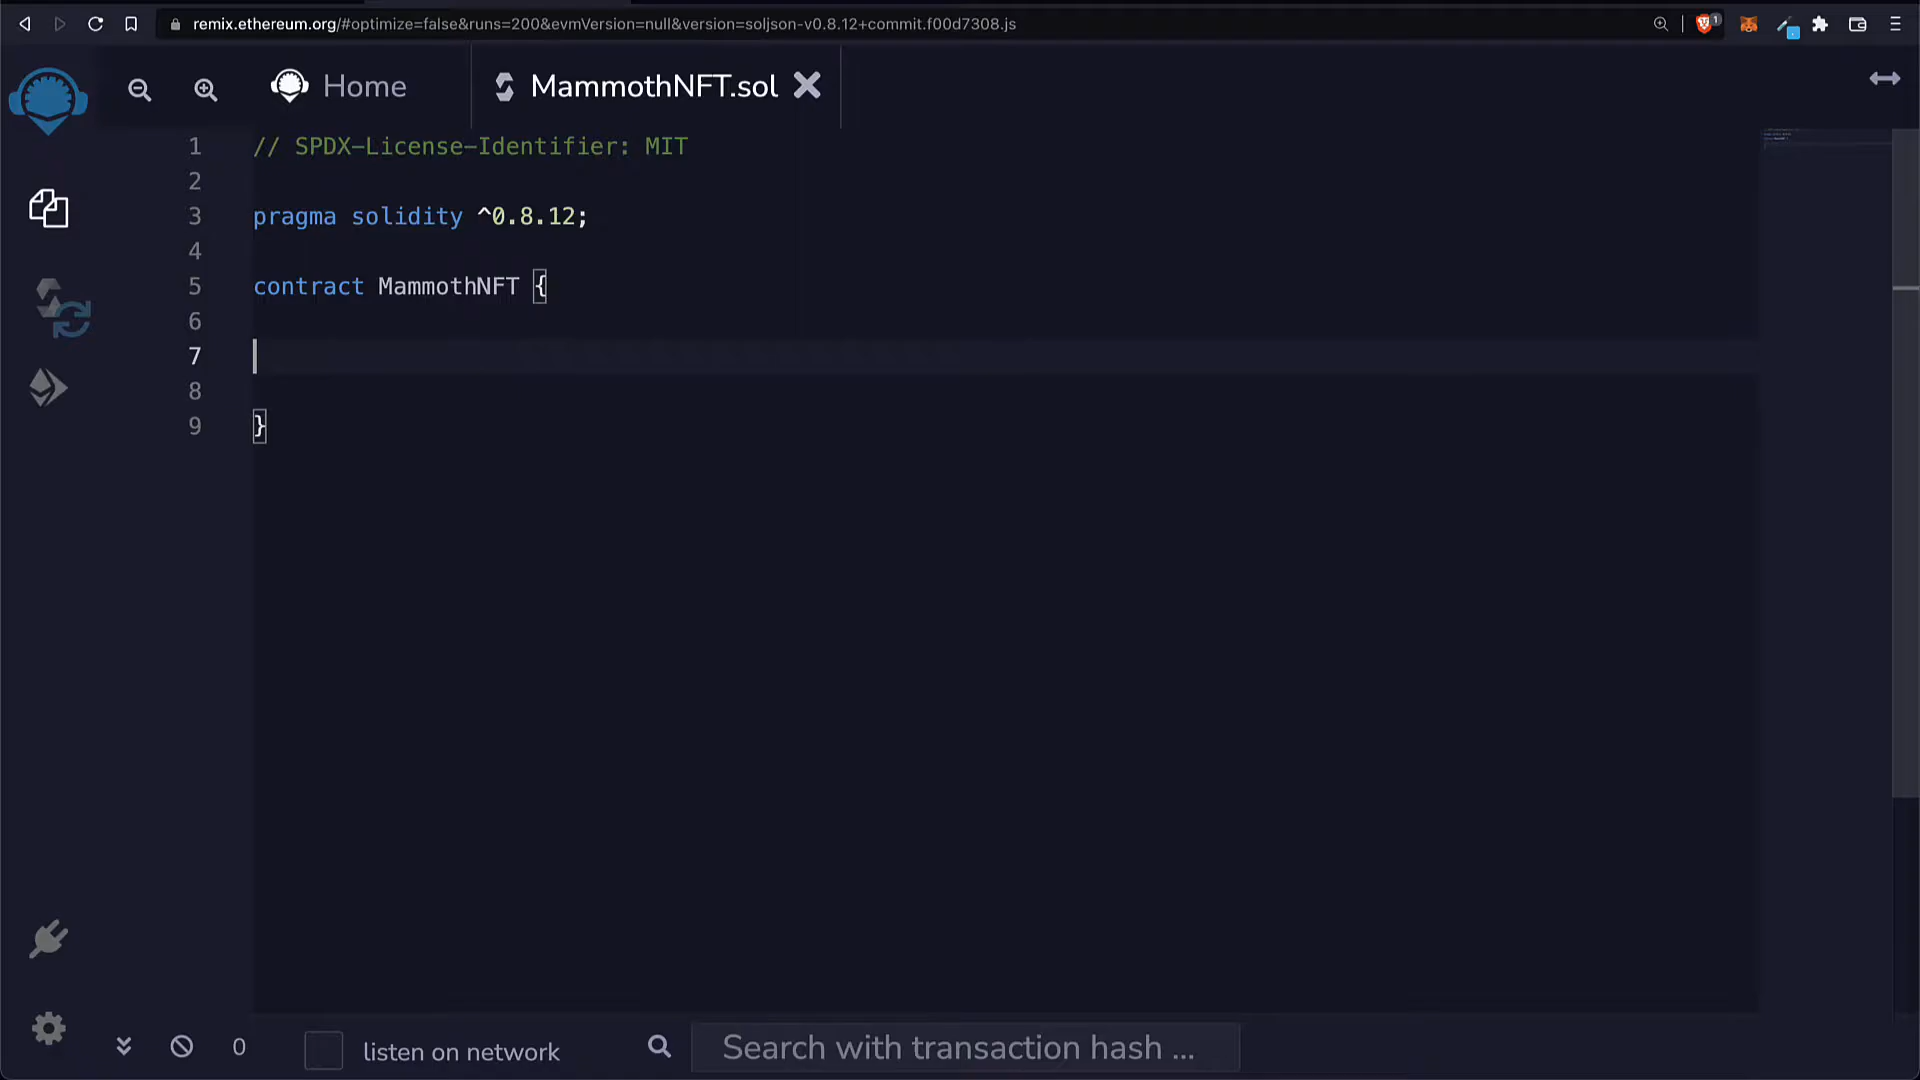 remix.ethereum.org/#optimize=false&runs=200&evmVersion=null&version=soljson-v0.8.12+commit.f00d7308.js
1
Home
MammothNFT.sol
1 // SPDX-License-Identifier: MIT
2
3 pragma solidity ^0.8.12;
4
5 contract MammothNFT {
6
7
8
9 }
0
listen on network
Search with transaction hash ...